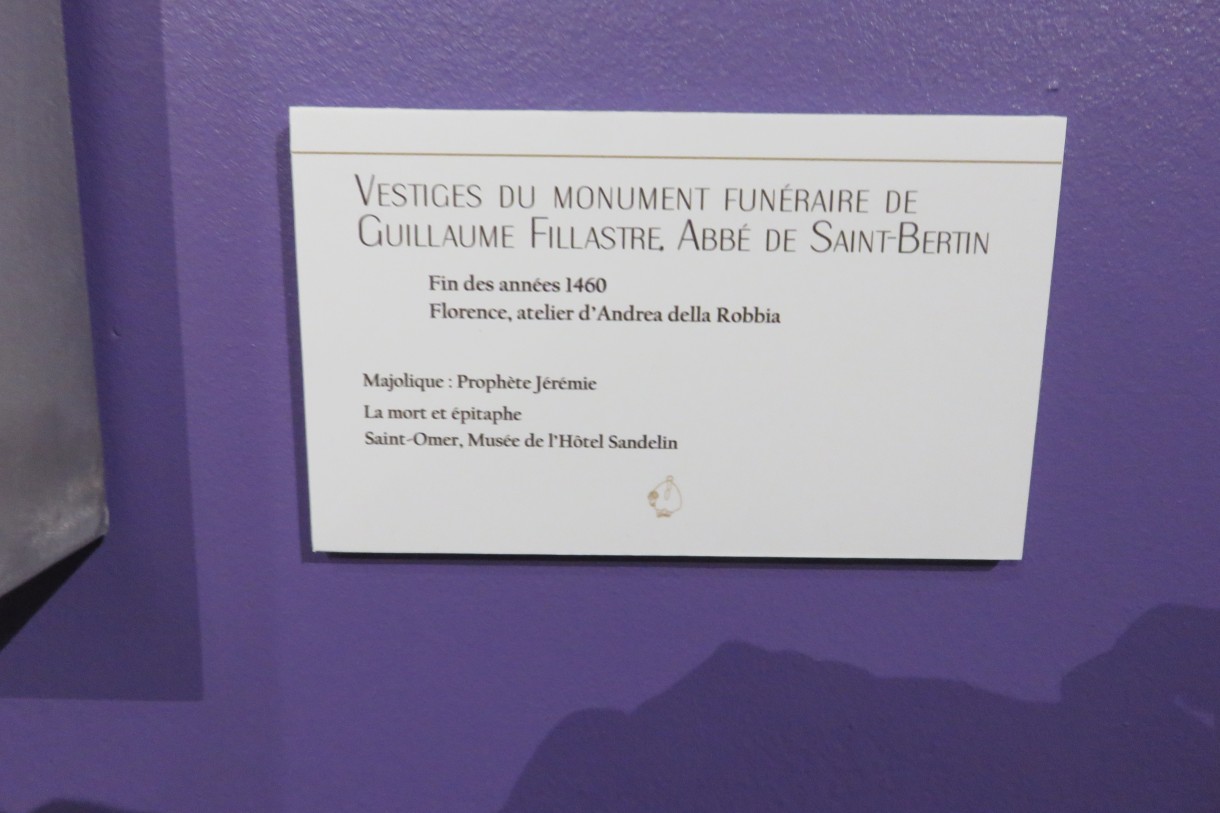 VESTIGES DU MONUMENT FUNÉRAIRE DE
GUILLAUME FILLASTRE, ABBÉ DE SAINT-BERTIN
Fin des années 1460
Florence, atelier d'Andrea della Robbia
Majolique : Prophète Jérémie
La mort et épitaphe
Saint-Omer, Musée de l'Hôtel Sandelin